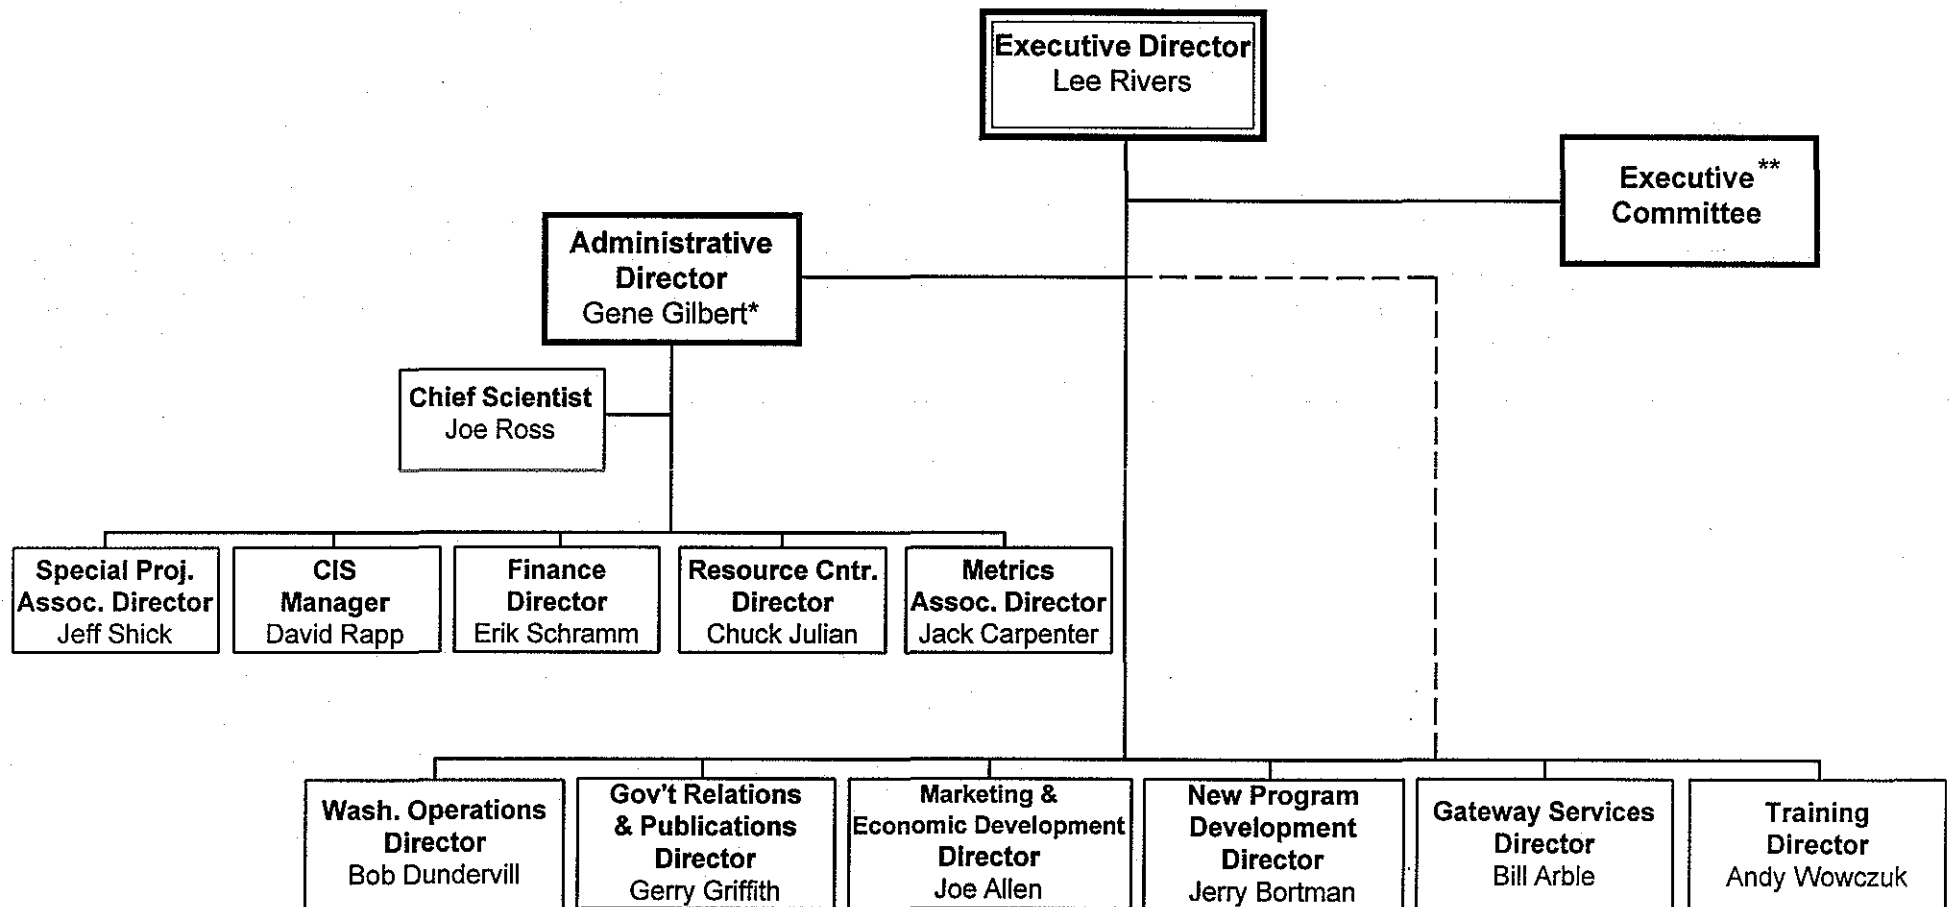 Executive Director
Lee Rivers
Executive **
Committee
Administrative
Director
Gene Gilbert*
Chief Scientist
Joe Ross
Special Proj.
Assoc. Director
Jeff Shick
CIS
Manager
David Rapp
Finance
Director
Erik Schramm
Resource Cntr.
Director
Chuck Julian
Metrics
Assoc. Director
Jack Carpenter
Wash. Operations
Director
Bob Dundervill
Gov't Relations
& Publications
Director
Gerry Griffith
Marketing &
Economic Development
Director
Joe Allen
New Program
Development
Director
Jerry Bortman
Gateway Services
Director
Bill Arble
Training
Director
Andy Wowczuk